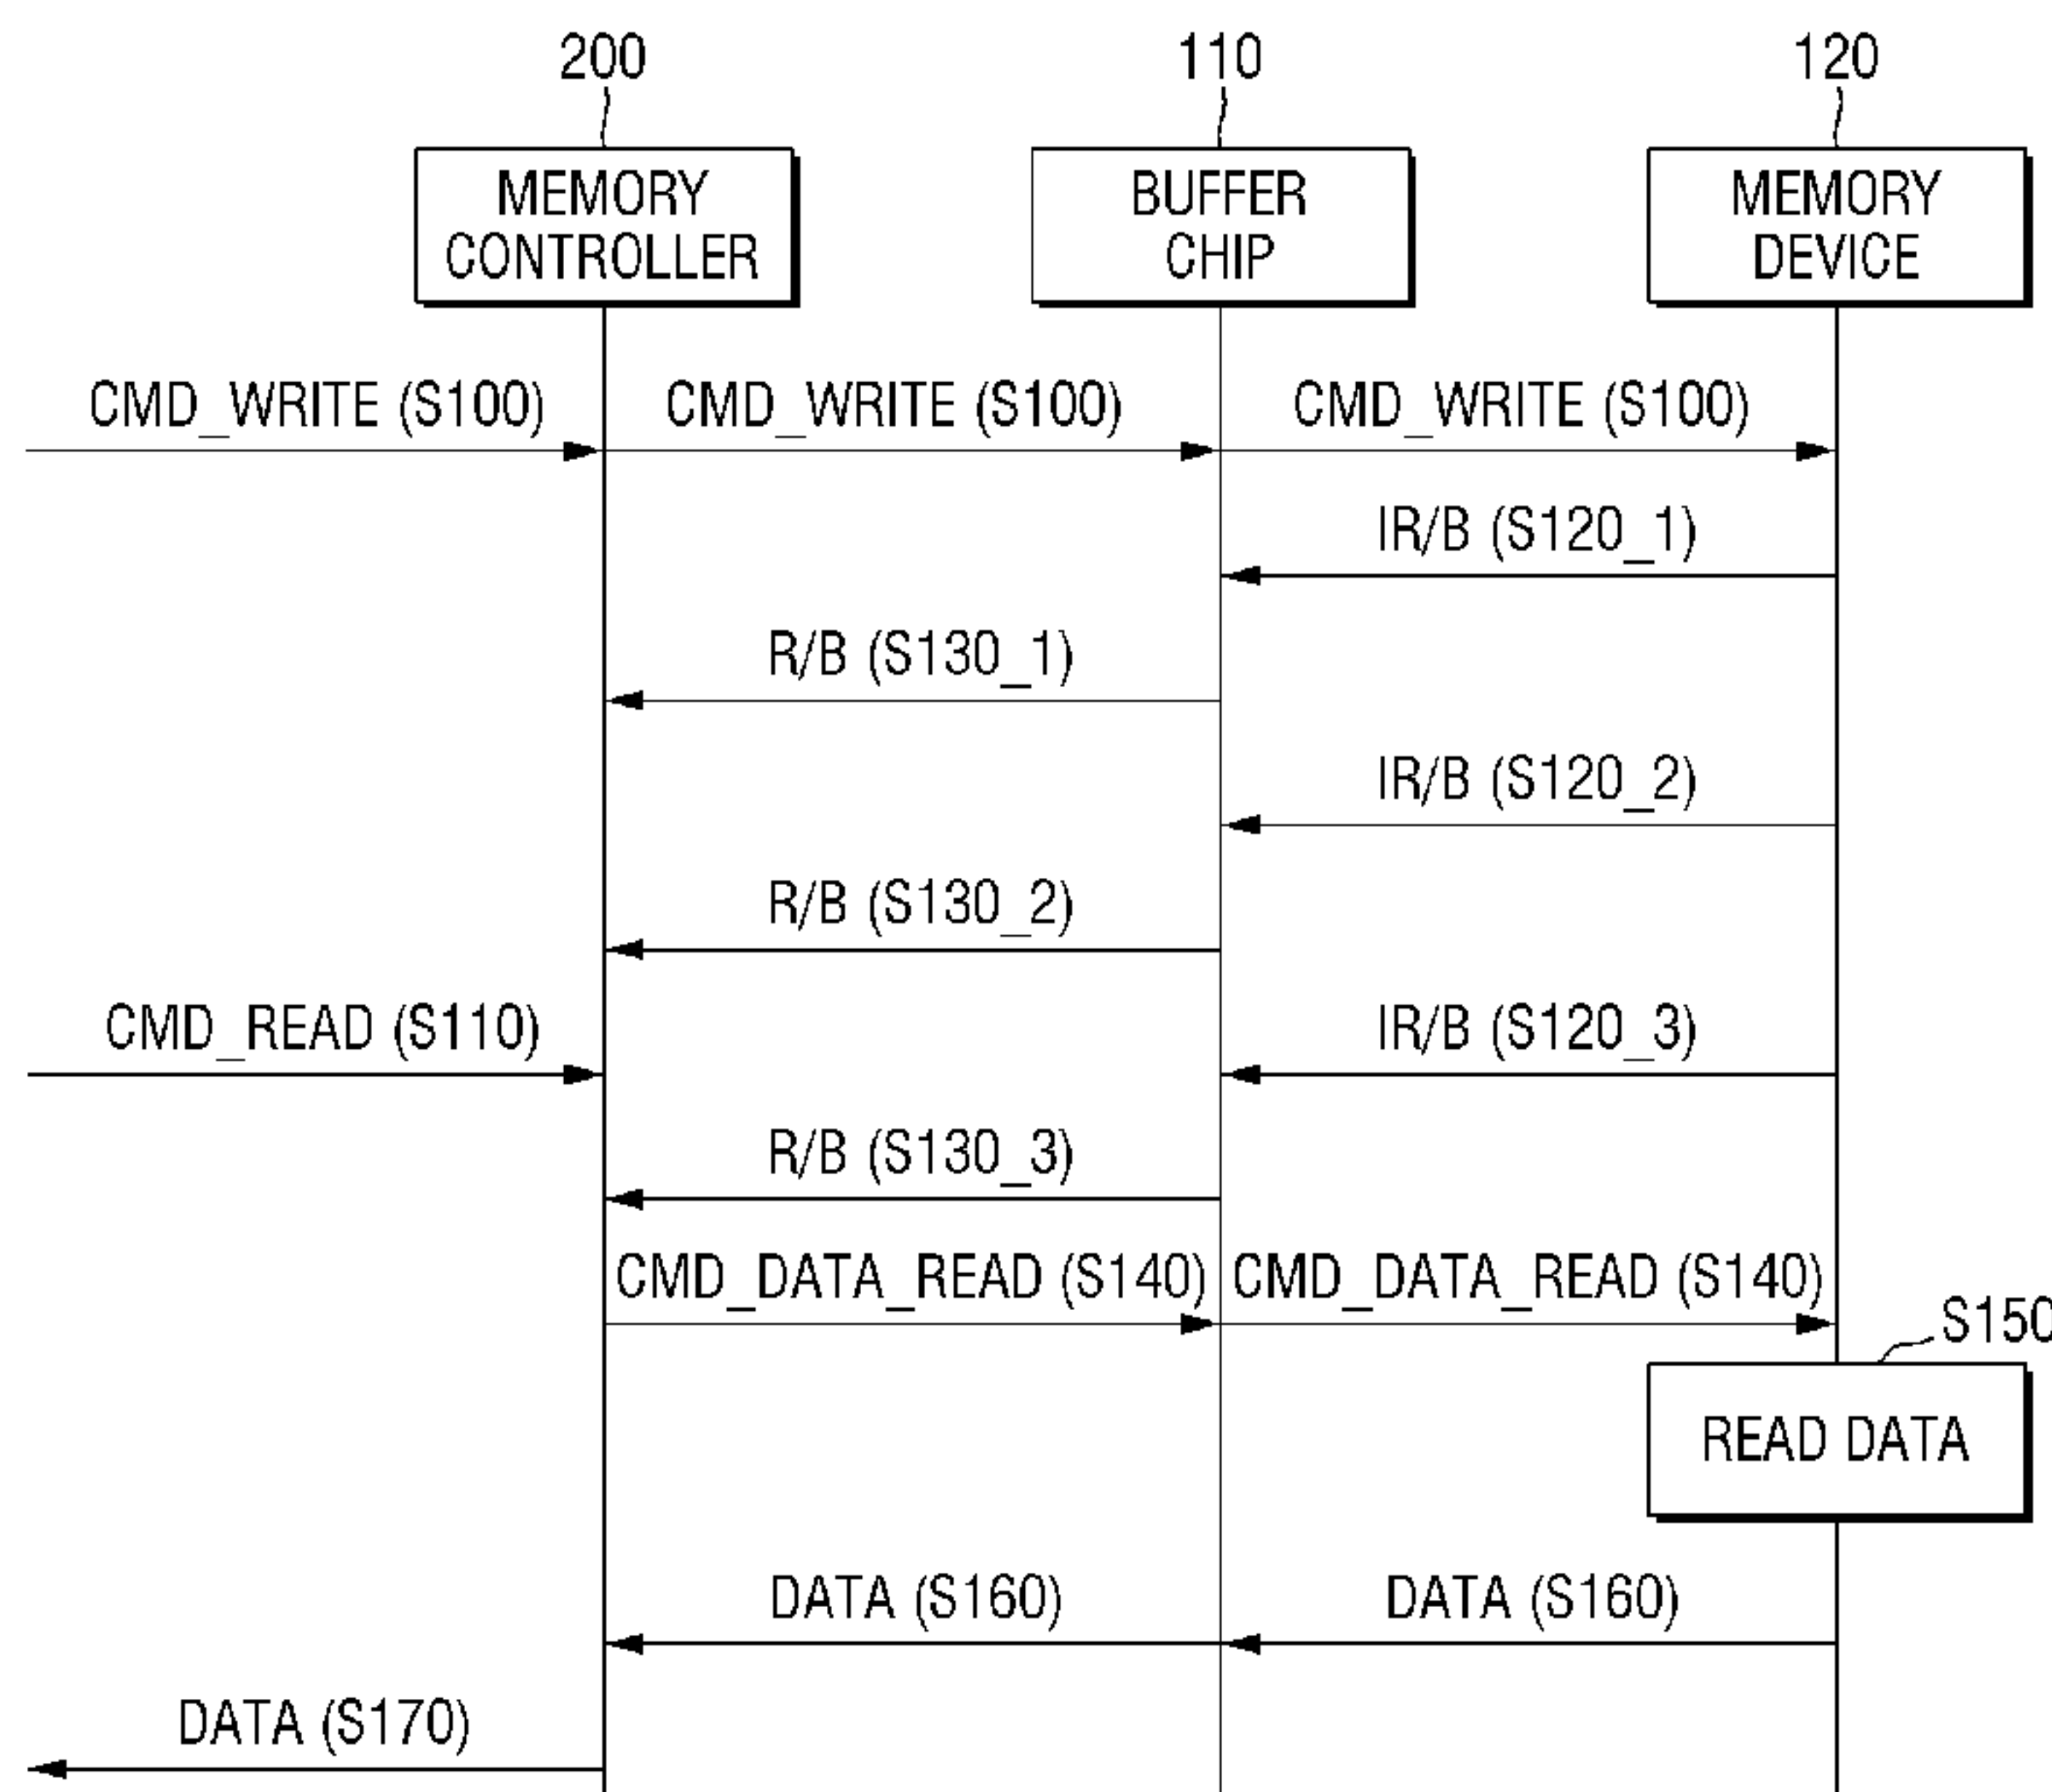 200
110
120
MEMORY
CONTROLLER
BUFFER
CHIP
MEMORY
DEVICE
CMD_WRITE (S100)
CMD_WRITE (S100)
CMD_WRITE (S100)
IR/B (S120_1)
R/B (S130_1)
IR/B (S120_2)
R/B (S130_2)
CMD_READ (S110)
IR/B (S120_3)
R/B (S130_3)
CMD_DATA_READ (S140)
CMD_DATA_READ (S140)
S150
READ DATA
DATA (S160)
DATA (S160)
DATA (S170)